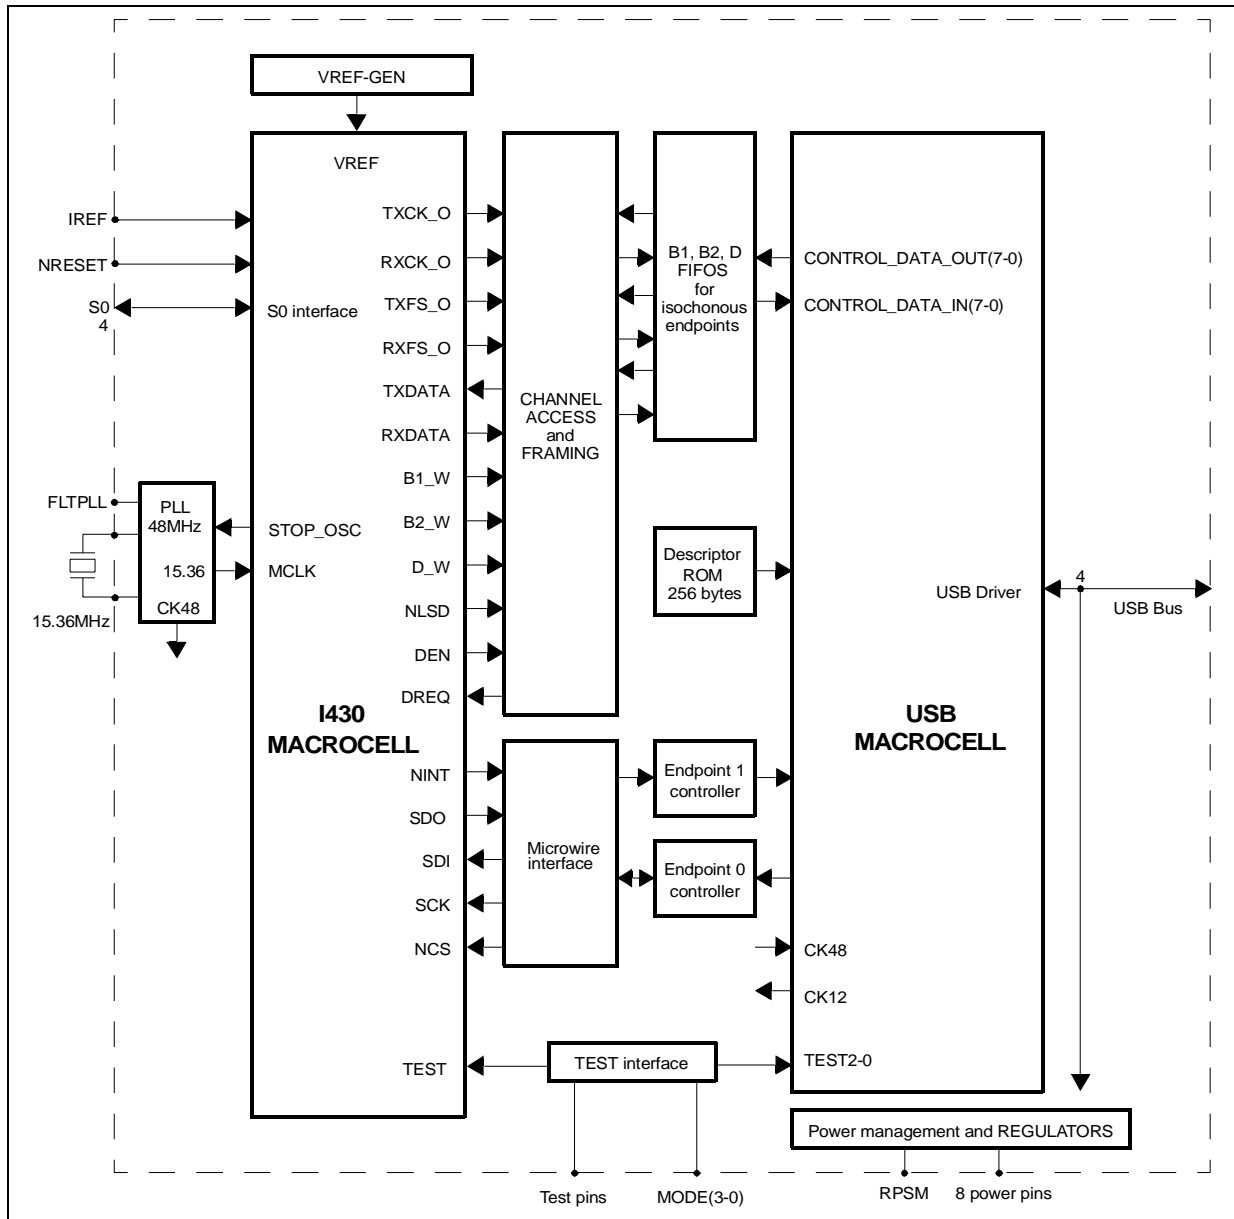 VREF-GEN
VREF
IREF
NRESET
S0
4
S0 interface
TXCK_O
RXCK_O
TXFS_O
RXFS_O
TXDATA
RXDATA
B1_W
B2_W
D_W
NLSD
DEN
DREQ
I430
MACROCELL
NINT
SDO
SDI
SCK
NCS
TEST
FLTPLL
PLL
48MHz
15.36
CK48
15.36MHz
STOP_OSC
MCLK
CHANNEL
ACCESS
and
FRAMING
B1, B2, D
FIFOS
for
isochonous
endpoints
CONTROL_DATA_OUT(7-0)
CONTROL_DATA_IN(7-0)
Descriptor
ROM
256 bytes
USB Driver
4
USB Bus
USB
MACROCELL
Microwire
interface
Endpoint 1
controller
Endpoint 0
controller
CK48
CK12
TEST2-0
TEST interface
Power management and REGULATORS
Test pins
MODE(3-0)
RPSM
8 power pins